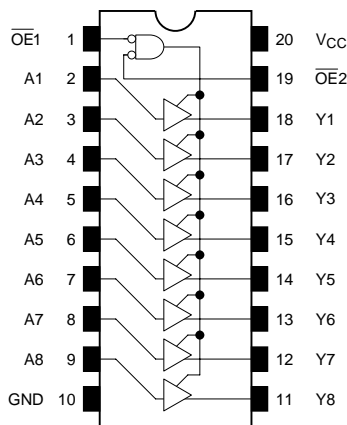 O̅E̅1 1 20 VCC
A1 2 19 O̅E̅2
A2 3 18 Y1
A3 4 17 Y2
A4 5 16 Y3
A5 6 15 Y4
A6 7 14 Y5
A7 8 13 Y6
A8 9 12 Y7
GND 10 11 Y8